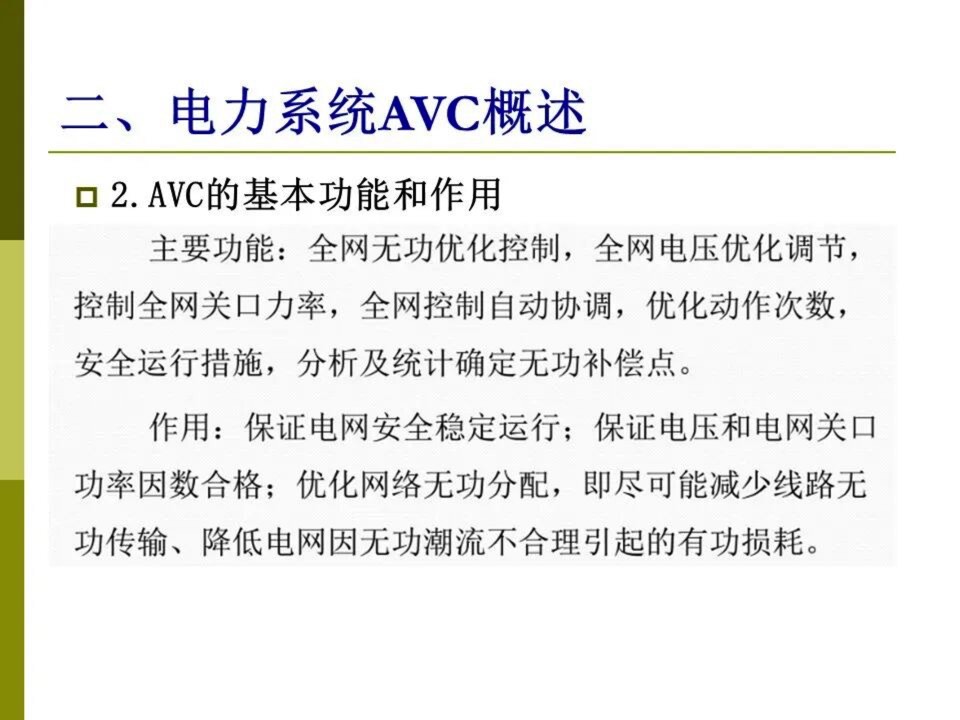 二、电力系统AVC概述
2.AVC的基本功能和作用
主要功能：全网无功优化控制，全网电压优化调节，
控制全网关口力率，全网控制自动协调，优化动作次数，
安全运行措施，分析及统计确定无功补偿点。
作用：保证电网安全稳定运行；保证电压和电网关口
功率因数合格；优化网络无功分配，即尽可能减少线路无
功传输、降低电网因无功潮流不合理引起的有功损耗。